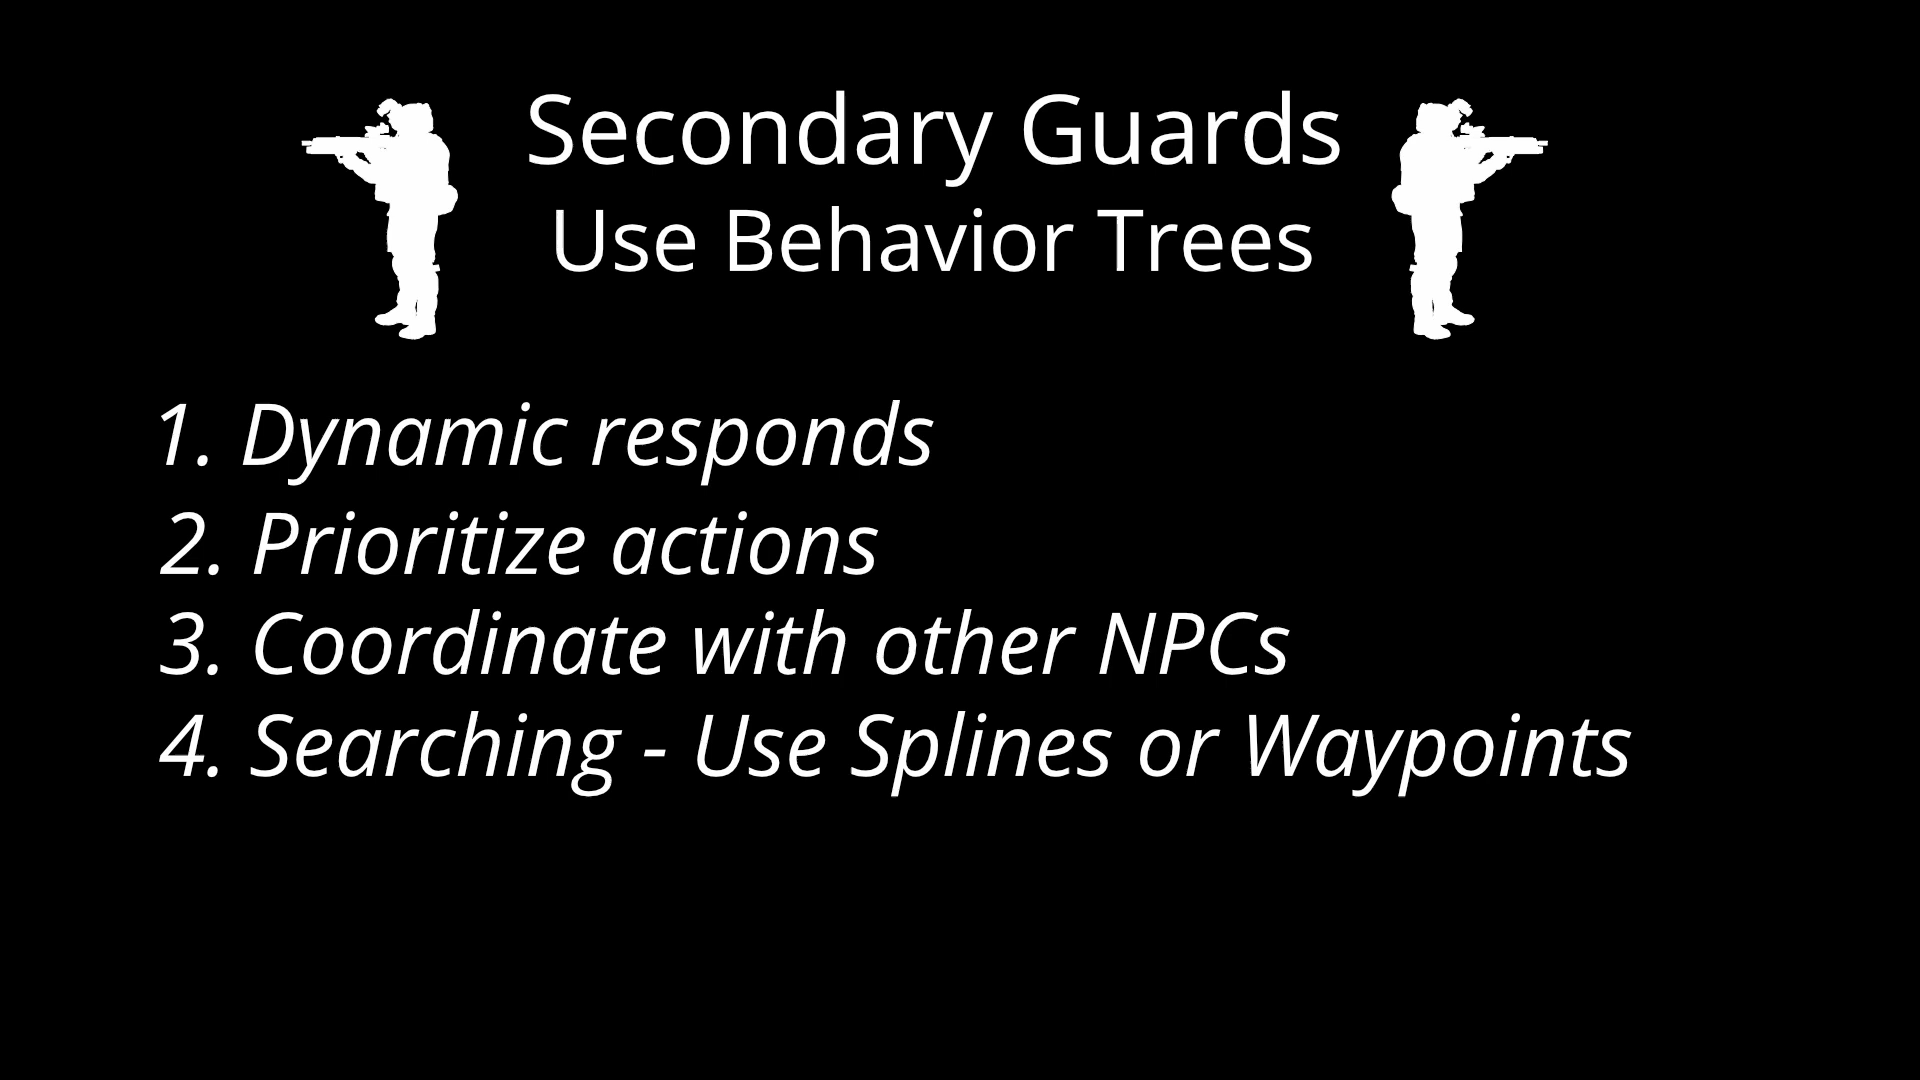 Secondary Guards
Use Behavior Trees
1. Dynamic responds
2. Prioritize actions
3. Coordinate with other NPCs
4. Searching - Use Splines or Waypoints